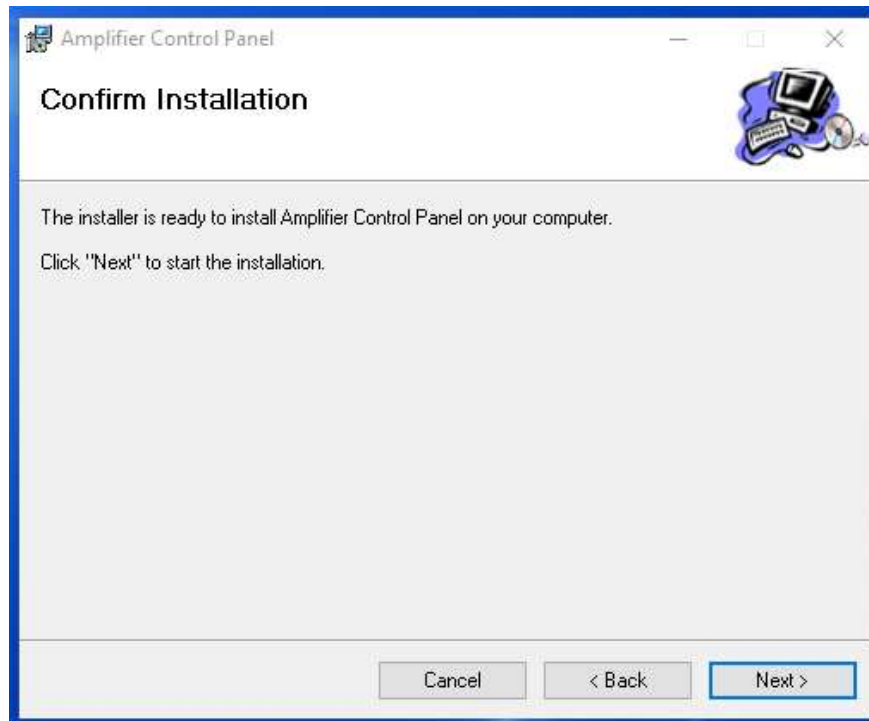 Amplifier Control Panel
Confirm Installation
The installer is ready to install Amplifier Control Panel on your computer.
Click "Next" to start the installation.
Cancel
< Back
Next >